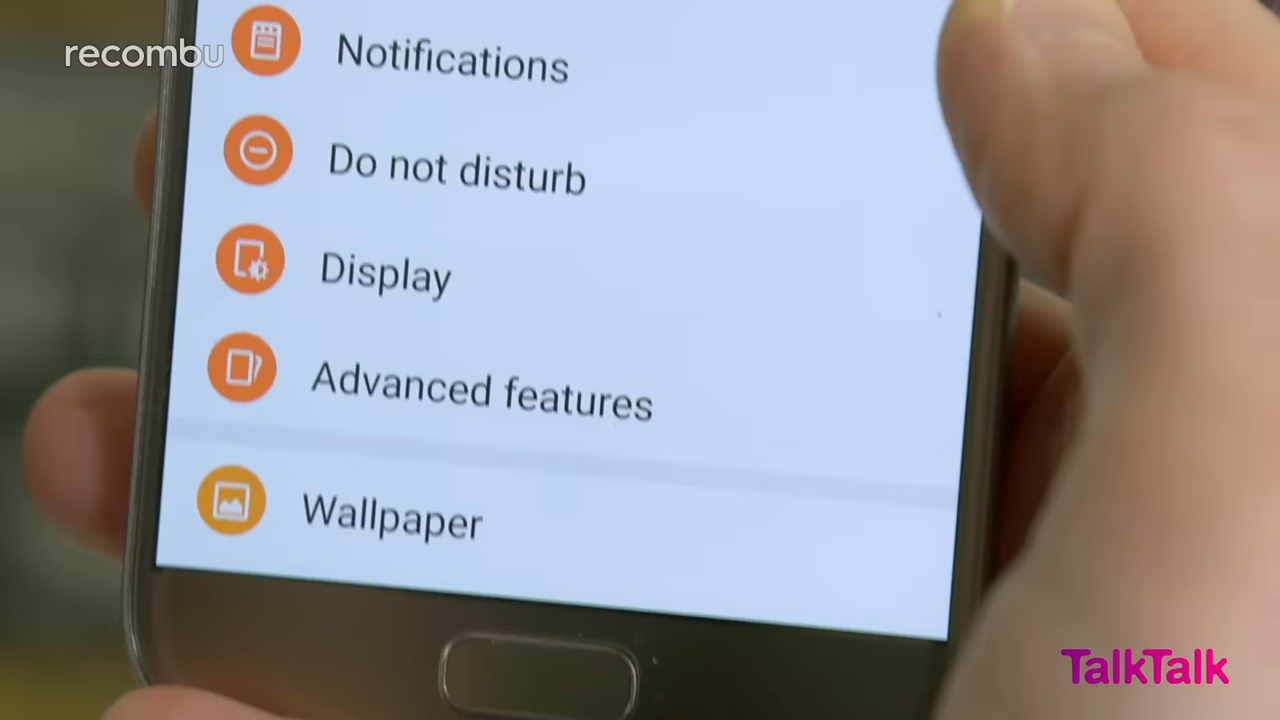 recombu
Notifications
Do not disturb
Display
Advanced features
Wallpaper
TalkTalk